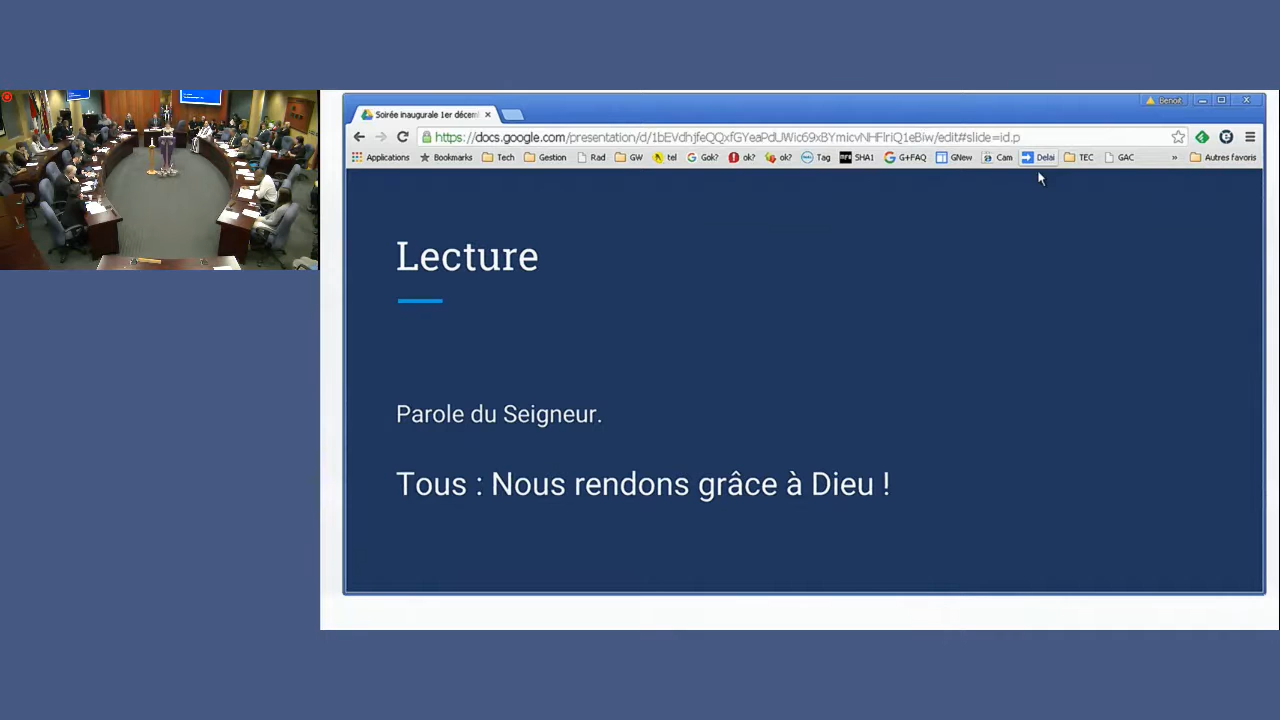 Soirée inaugurale 1er décem
Benoit
https://docs.google.com/presentation/d/1bEVdhjfeQQxfGYeaPdUWic69xBYmicvNHFlriQ1eBiw/edit#slide=id.p
Applications Bookmarks Tech Gestion Rad GW tel Gok? ok? ok? Tag SHA1 G+FAQ GNew Cam Delai TEC GAC » Autres favoris
Lecture
Parole du Seigneur.
Tous : Nous rendons grâce à Dieu !